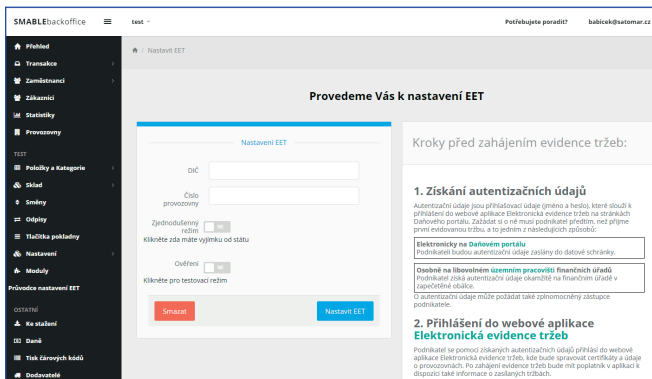 SMABLEbackoffice
test
Potřebujete poradit?
babicek@satomar.cz
Přehled
Transakce
Zaměstnanci
Zákazníci
Statistiky
Provozovny
TEST
Položky a Kategorie
Sklad
Směny
Odpisy
Tlačítka pokladny
Nastavení
Moduly
Průvodce nastavení EET
OSTATNÍ
Ke stažení
Daně
Tisk čárových kódů
Dodavatelé
/ Nastavit EET
Provedeme Vás k nastavení EET
Nastavení EET
DIČ
Číslo
provozovny
Zjednodušenný
režim
NE
Klikněte zda máte vyjímku od státu
Ověření
NE
Klikněte pro testovací režim
Smazat
Nastavit EET
Kroky před zahájením evidence tržeb:
1. Získání autentizačních údajů
Autentizační údaje jsou přihlašovací údaje (jméno a heslo), které slouží k
přihlášení do webové aplikace Elektronická evidence tržeb na stránkách
Daňového portálu. Zažádat si o ně musí podnikatel předtím, než přijme
první evidovanou tržbu, a to jedním z následujících způsobů:
Elektronicky na Daňovém portálu
Podnikateli budou autentizační údaje zaslány do datové schránky.
Osobně na libovolném územním pracovišti finančních úřadů
Podnikatel získá autentizační údaje okamžitě na finančním úřadě v
zapečetěné obálce.
O autentizační údaje může požádat také plnomocněný zástupce
podnikatele.
2. Přihlášení do webové aplikace
Elektronická evidence tržeb
Podnikatel se pomocí získaných autentizačních údajů přihlásí do webové
aplikace Elektronická evidence tržeb, kde bude spravovat certifikáty a údaje
o provozovnách. Po zahájení evidence tržeb bude mít poplatník v aplikaci k
dispozici také informace o zasílaných tržbách.